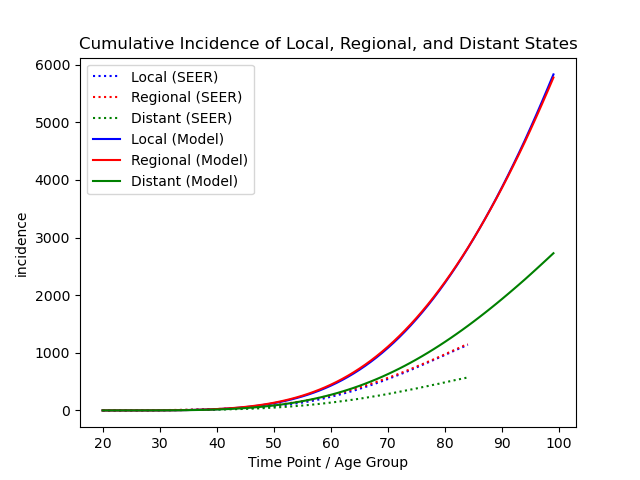 Cumulative Incidence of Local, Regional, and Distant States
6000
5000
4000
3000
2000
1000
0
incidence
Local (SEER)
Regional (SEER)
Distant (SEER)
Local (Model)
Regional (Model)
Distant (Model)
20 30 40 50 60 70 80 90 100
Time Point / Age Group